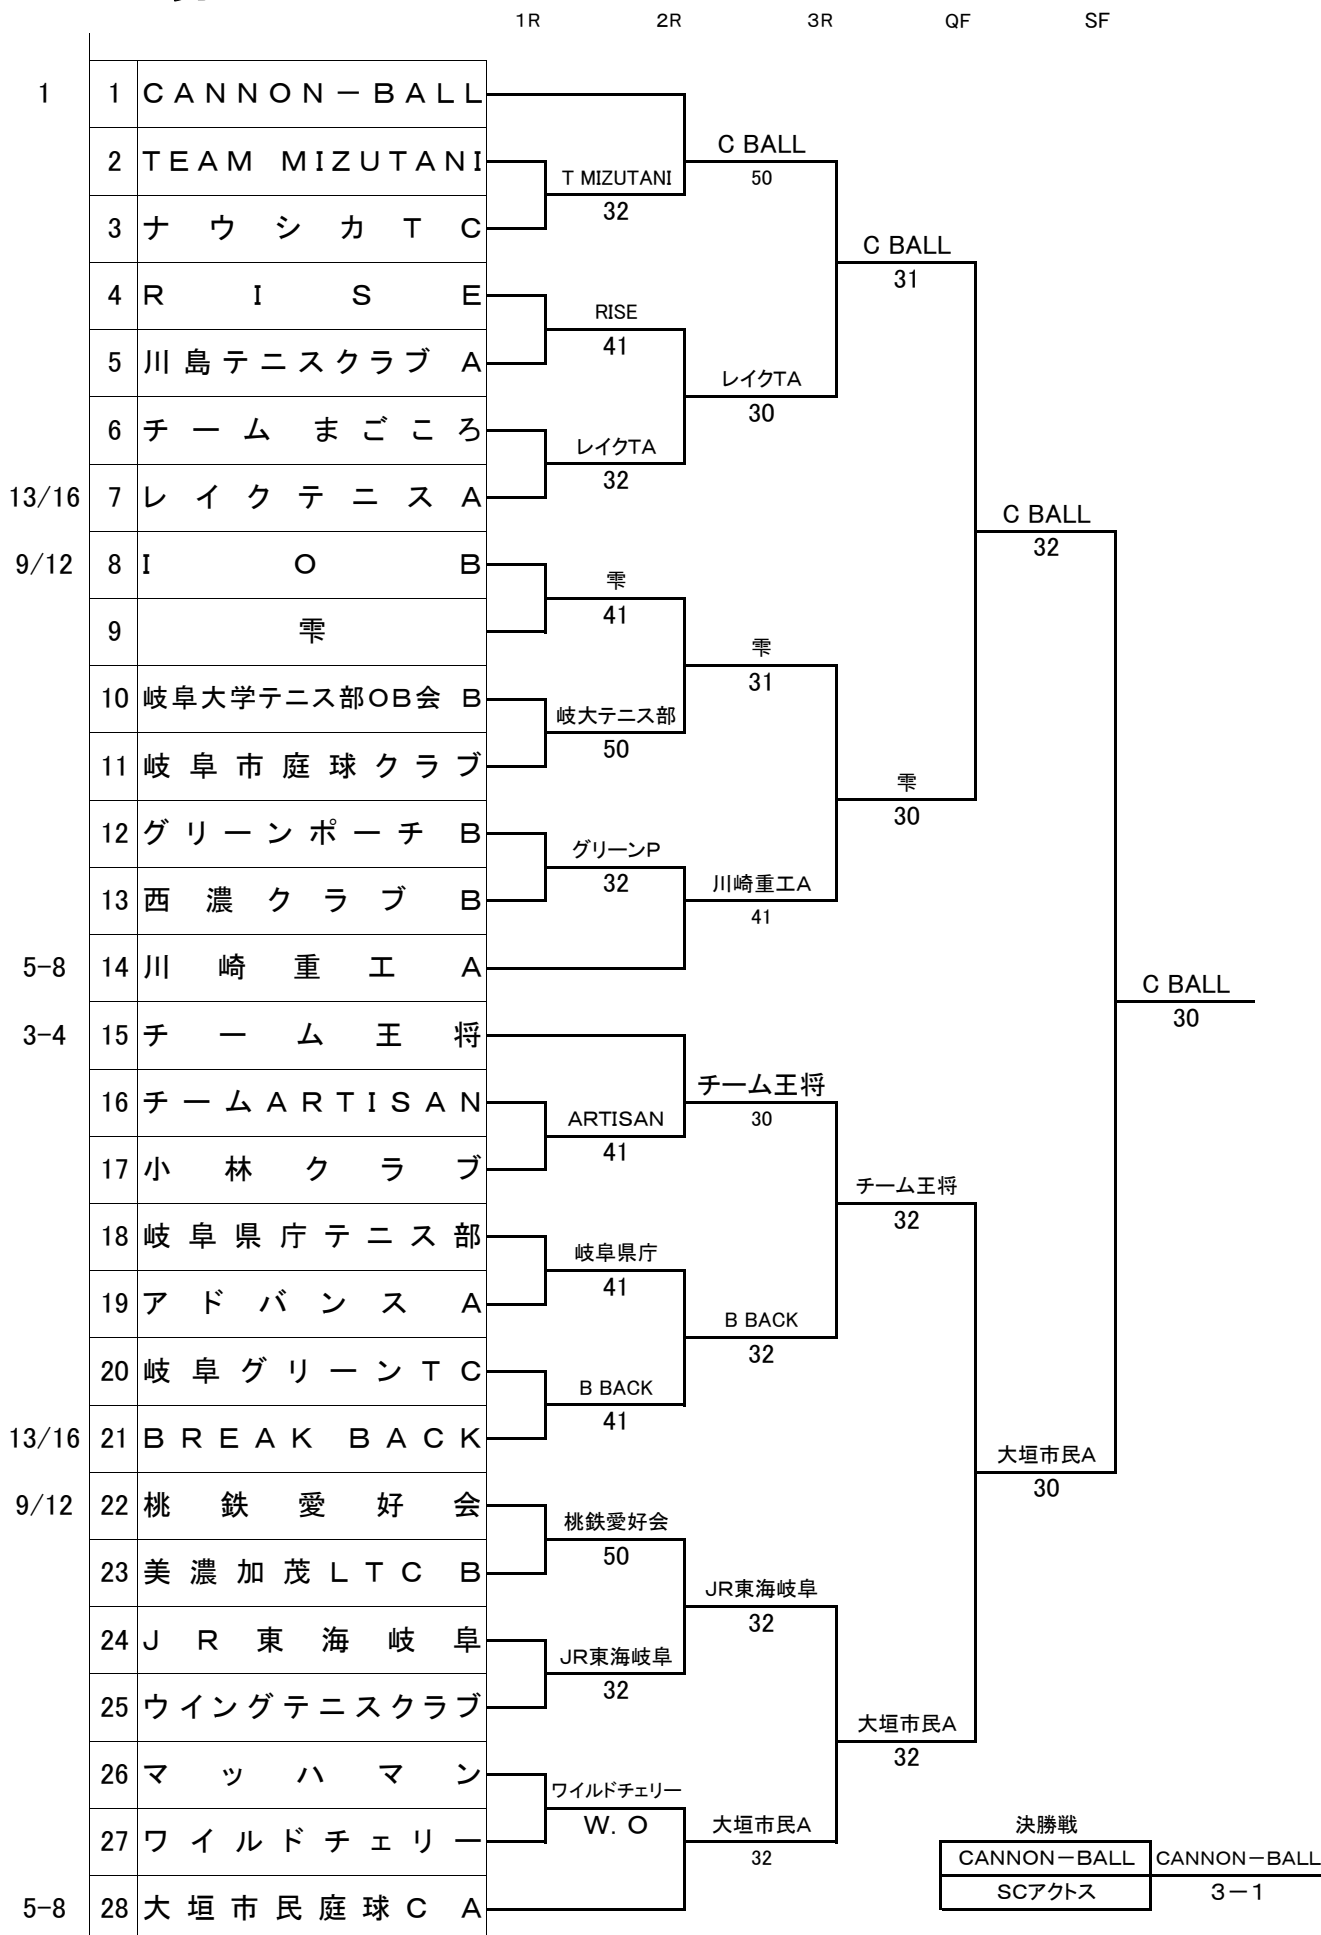 1R 2R 3R QF SF
1 1 CANNON－BALL
2 TEAM MIZUTANI
3 ナウシカTC
4 RISE
5 川島テニスクラブ A
6 チーム まごころ
13/16 7 レイクテニス A
9/12 8 IOB
9 雫
10 岐阜大学テニス部OB会 B
11 岐阜市庭球クラブ
12 グリーンポーチ B
13 西濃クラブ B
5-8 14 川崎重工 A
3-4 15 チーム王将
16 チームARTISAN
17 小林クラブ
18 岐阜県庁テニス部
19 アドバンス A
20 岐阜グリーンTC
13/16 21 BREAK BACK
9/12 22 桃鉄愛好会
23 美濃加茂LTC B
24 JR東海岐阜
25 ウイングテニスクラブ
26 マッハマン
27 ワイルドチェリー
5-8 28 大垣市民庭球C A
T MIZUTANI
32
RISE
41
レイクTA
32
雫
41
岐大テニス部
50
グリーンP
32
ARTISAN
41
岐阜県庁
41
B BACK
41
桃鉄愛好会
50
JR東海岐阜
32
ワイルドチェリー
W. O
C BALL
50
レイクTA
30
雫
31
川崎重工A
41
チーム王将
30
B BACK
32
JR東海岐阜
32
大垣市民A
32
C BALL
31
雫
30
チーム王将
32
大垣市民A
32
C BALL
32
大垣市民A
30
C BALL
30
決勝戦
CANNON－BALL CANNON－BALL
SCアクトス 3－1